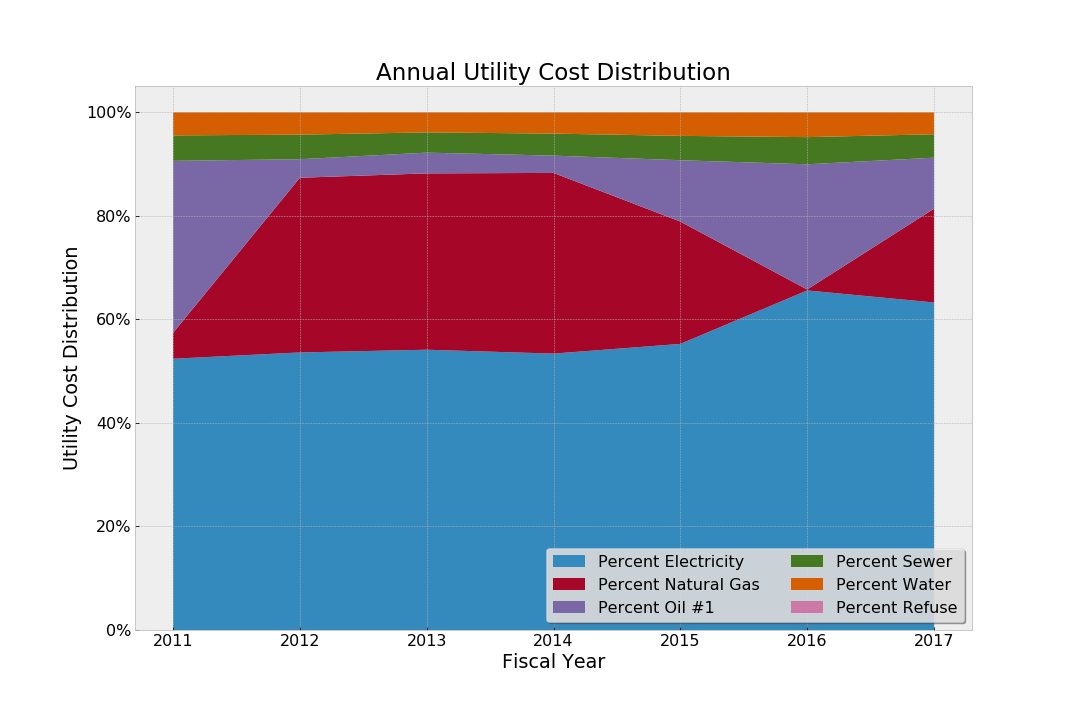 Annual Utility Cost Distribution
100%
80%
60%
40%
20%
0%
Utility Cost Distribution
2011 2012 2013 2014 2015 2016 2017
Fiscal Year
Percent Electricity
Percent Natural Gas
Percent Oil #1
Percent Sewer
Percent Water
Percent Refuse